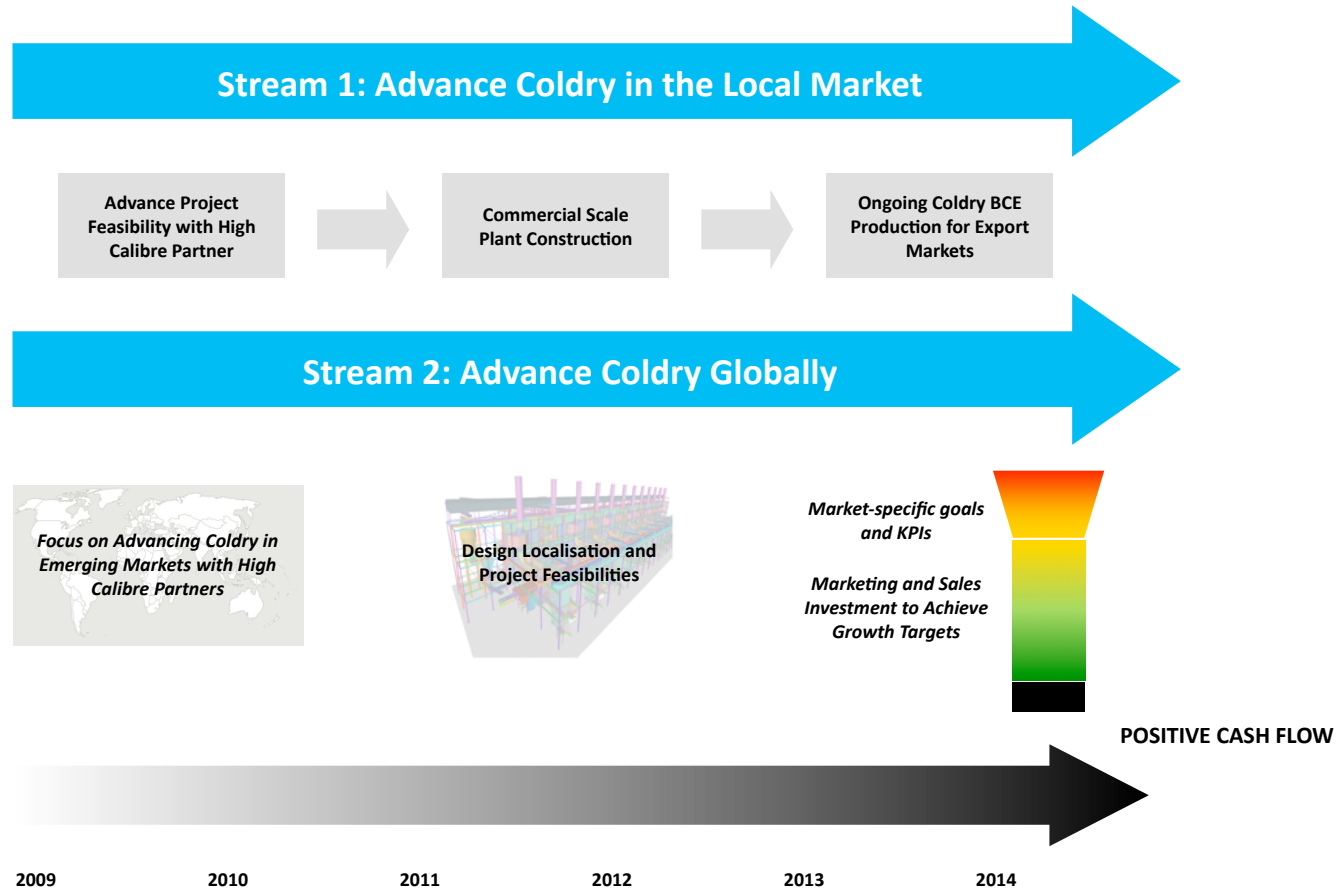 Stream 1: Advance Coldry in the Local Market
Advance Project
Feasibility with High
Calibre Partner
Commercial Scale
Plant Construction
Ongoing Coldry BCE
Production for Export
Markets
Stream 2: Advance Coldry Globally
Focus on Advancing Coldry in
Emerging Markets with High
Calibre Partners
Design Localisation and
Project Feasibilities
Market-specific goals
and KPIs
Marketing and Sales
Investment to Achieve
Growth Targets
POSITIVE CASH FLOW
2009 2010 2011 2012 2013 2014